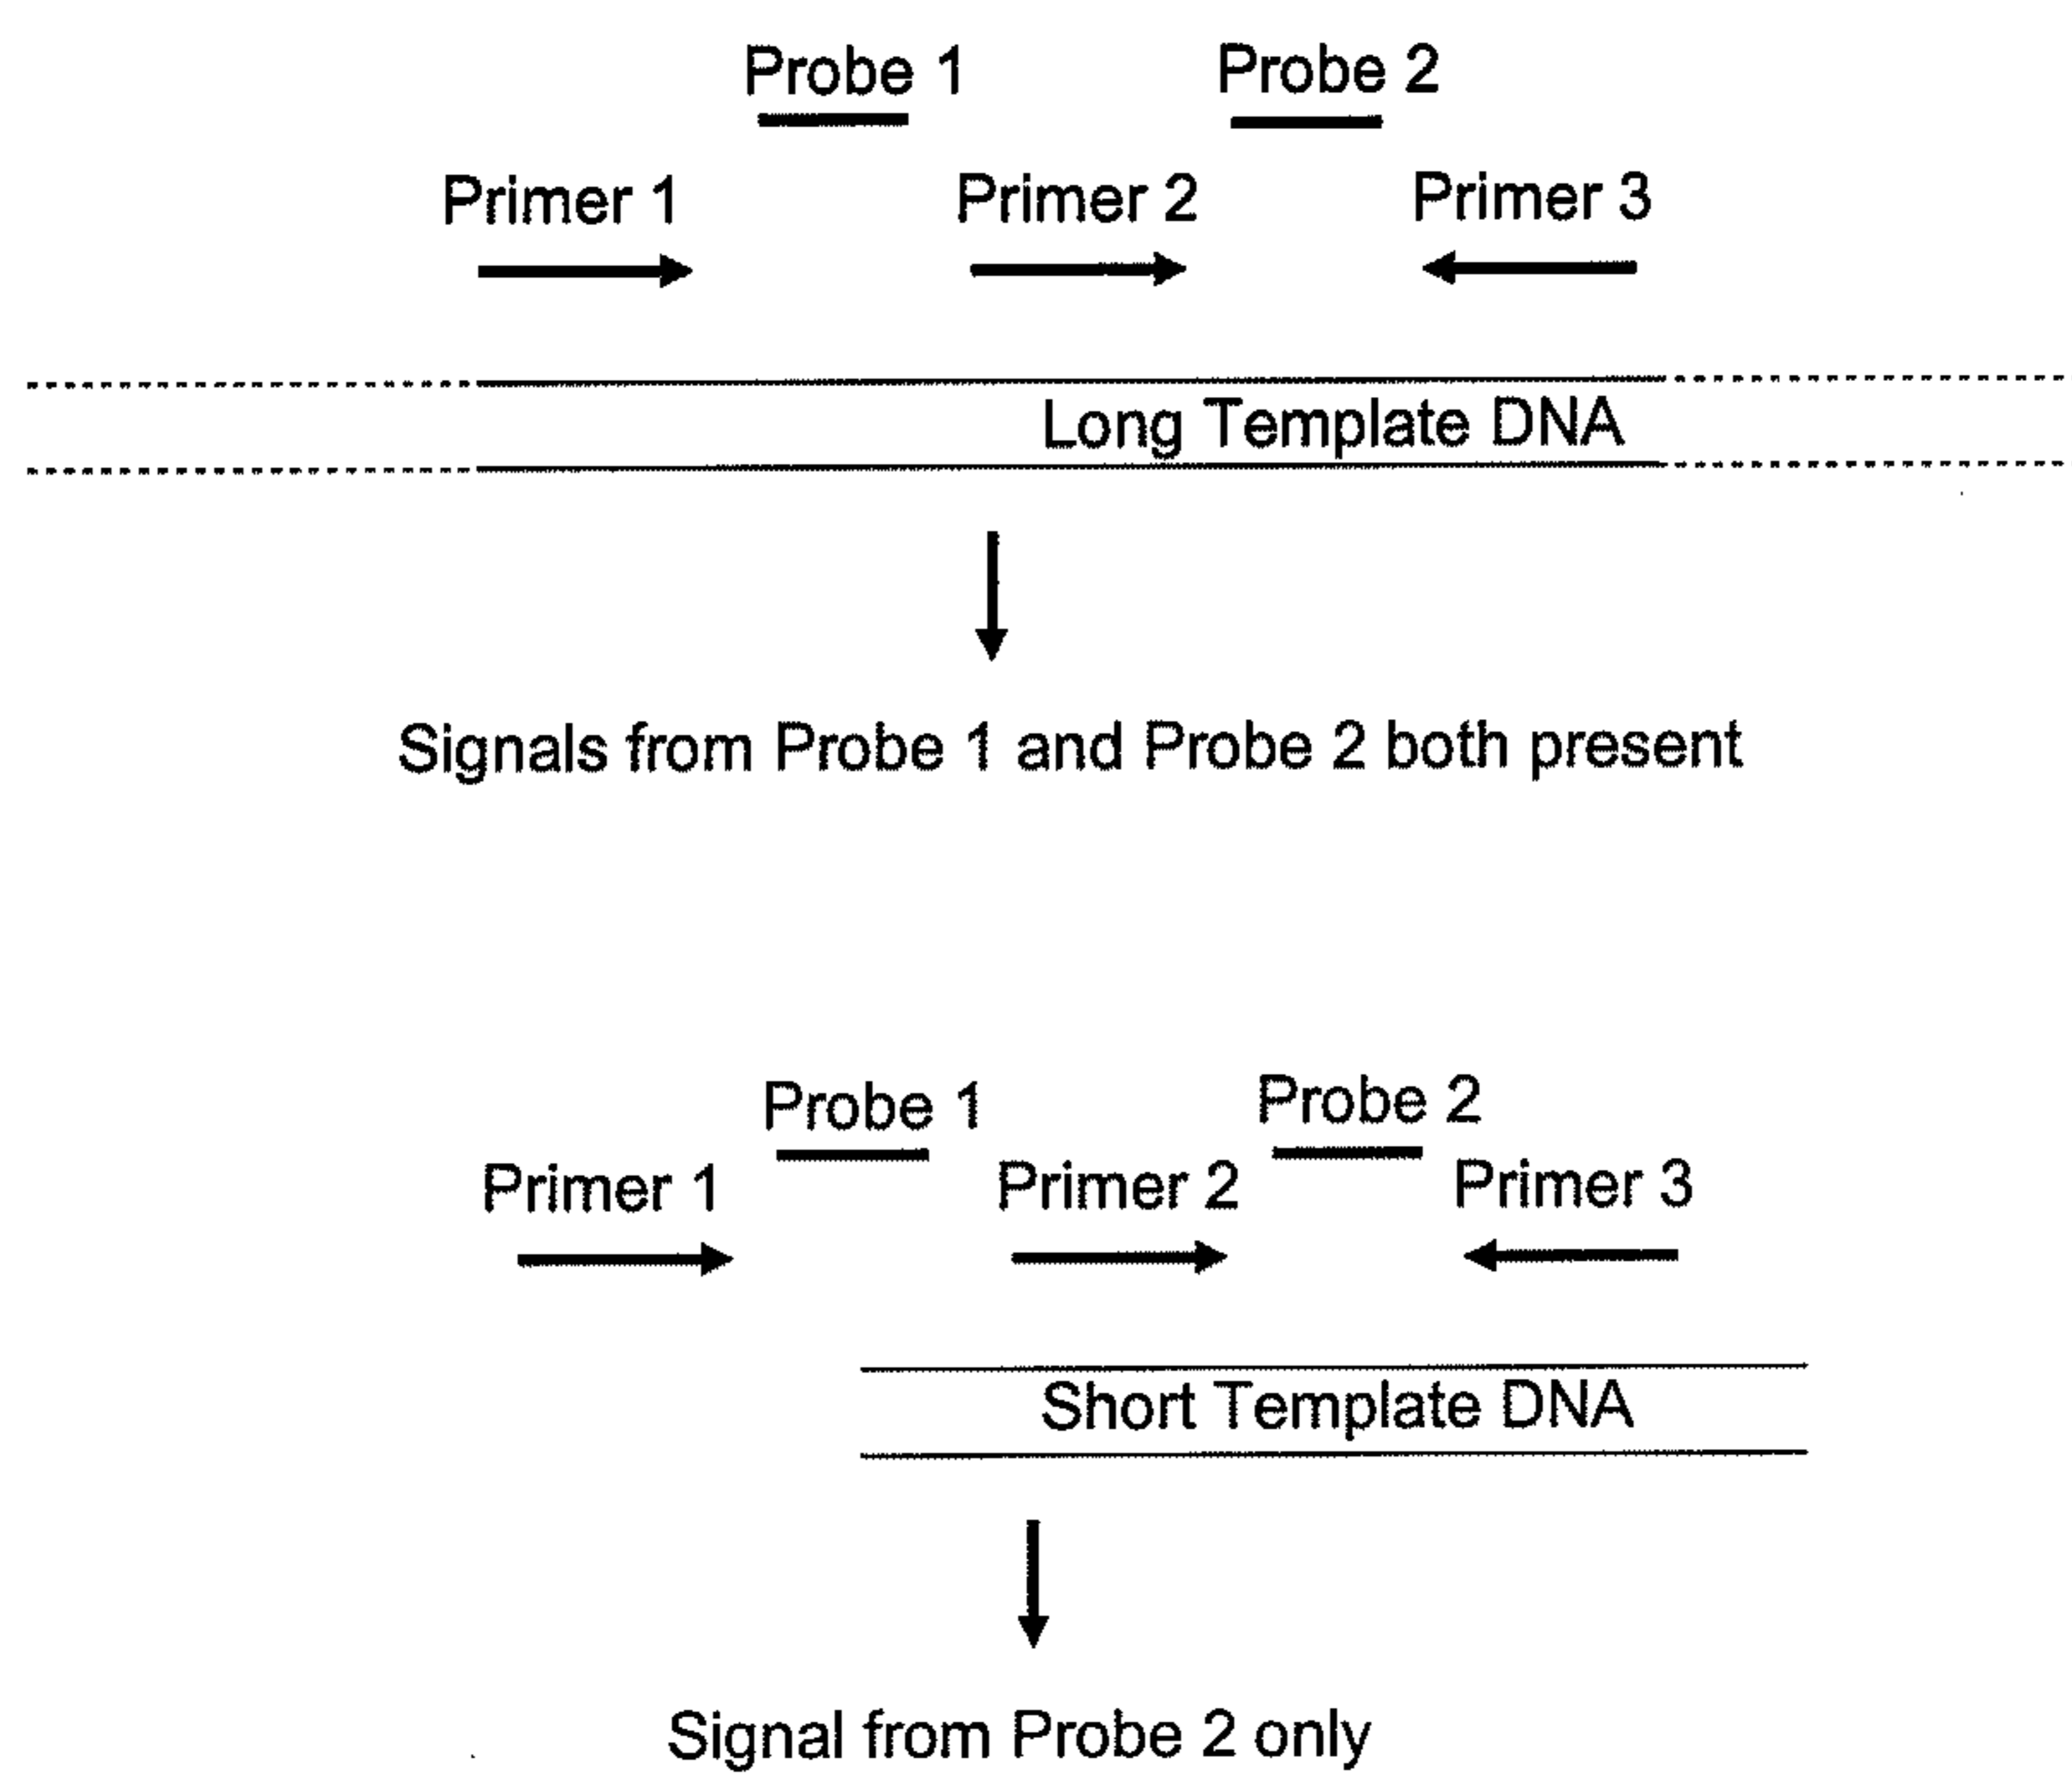 Probe 1 Probe 2
Primer 1 Primer 2 Primer 3
Long Template DNA
Signals from Probe 1 and Probe 2 both present
Probe 1 Probe 2
Primer 1 Primer 2 Primer 3
Short Template DNA
Signal from Probe 2 only